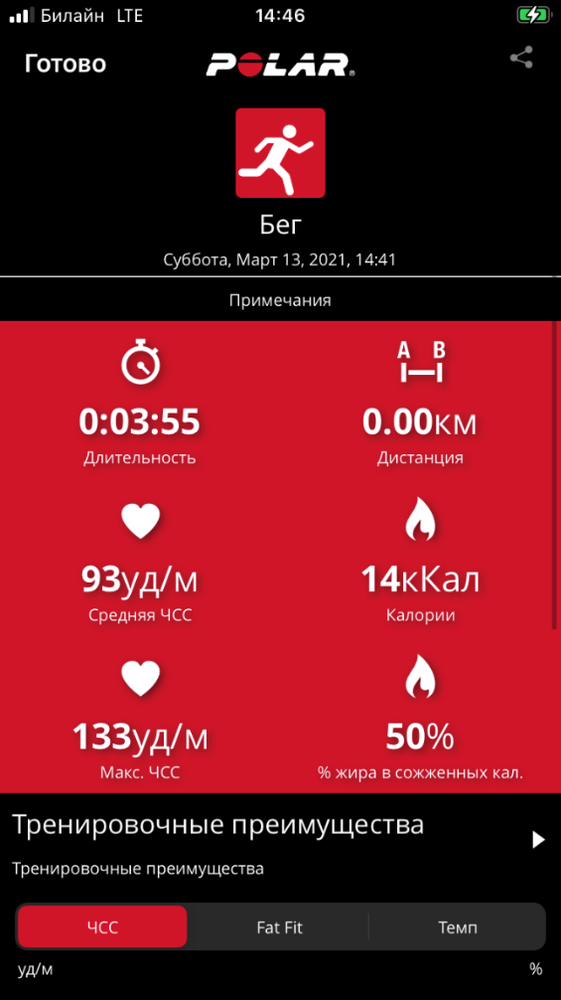 Билайн LTE 14:46
Готово POLAR®
Бег
Суббота, Март 13, 2021, 14:41
Примечания
A B
0:03:55 0.00км
Длительность Дистанция
93уд/м 14кКал
Средняя ЧСС Калории
133уд/м 50%
Макс. ЧСС % жира в сожженных кал.
Тренировочные преимущества
Тренировочные преимущества
ЧСС Fat Fit Темп
уд/м %